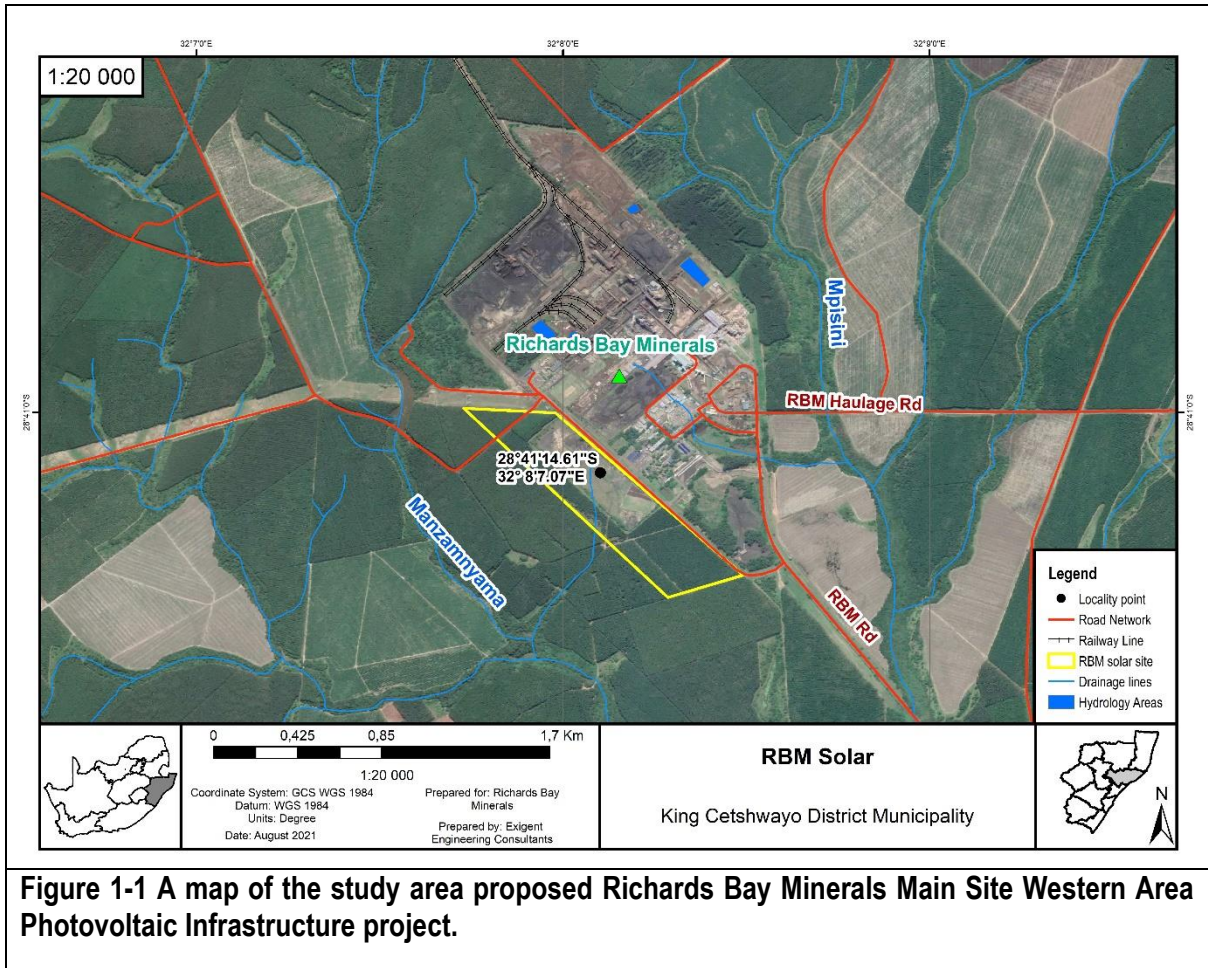 32°7'0"E
32°8'0"E
32°9'0"E
1:20 000
28°41'0"S
28°41'0"S
Richards Bay Minerals
Mpisini
RBM Haulage Rd
28°41'14.61"S
32° 8'7.07"E
Manzamnyama
RBM Rd
Legend
Locality point
Road Network
Railway Line
RBM solar site
Drainage lines
Hydrology Areas
0 0,425 0,85 1,7 Km
1:20 000
Coordinate System: GCS WGS 1984
Datum: WGS 1984
Units: Degree
Date: August 2021
Prepared for: Richards Bay
Minerals
Prepared by: Exigent
Engineering Consultants
RBM Solar
King Cetshwayo District Municipality
N
Figure 1-1 A map of the study area proposed Richards Bay Minerals Main Site Western Area
Photovoltaic Infrastructure project.